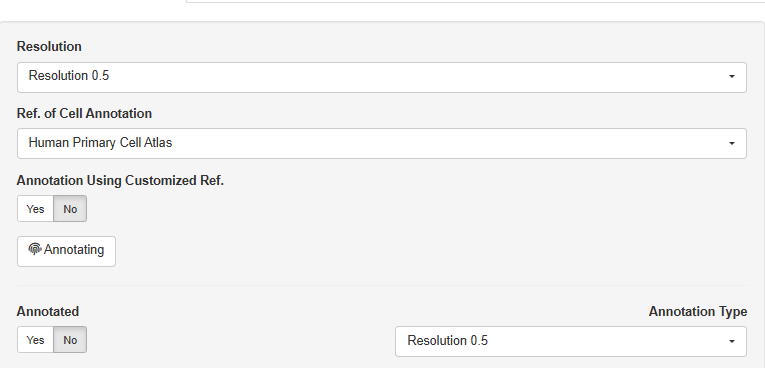 Resolution
Resolution 0.5
Ref. of Cell Annotation
Human Primary Cell Atlas
Annotation Using Customized Ref.
Yes No
Annotating
Annotated Annotation Type
Yes No Resolution 0.5